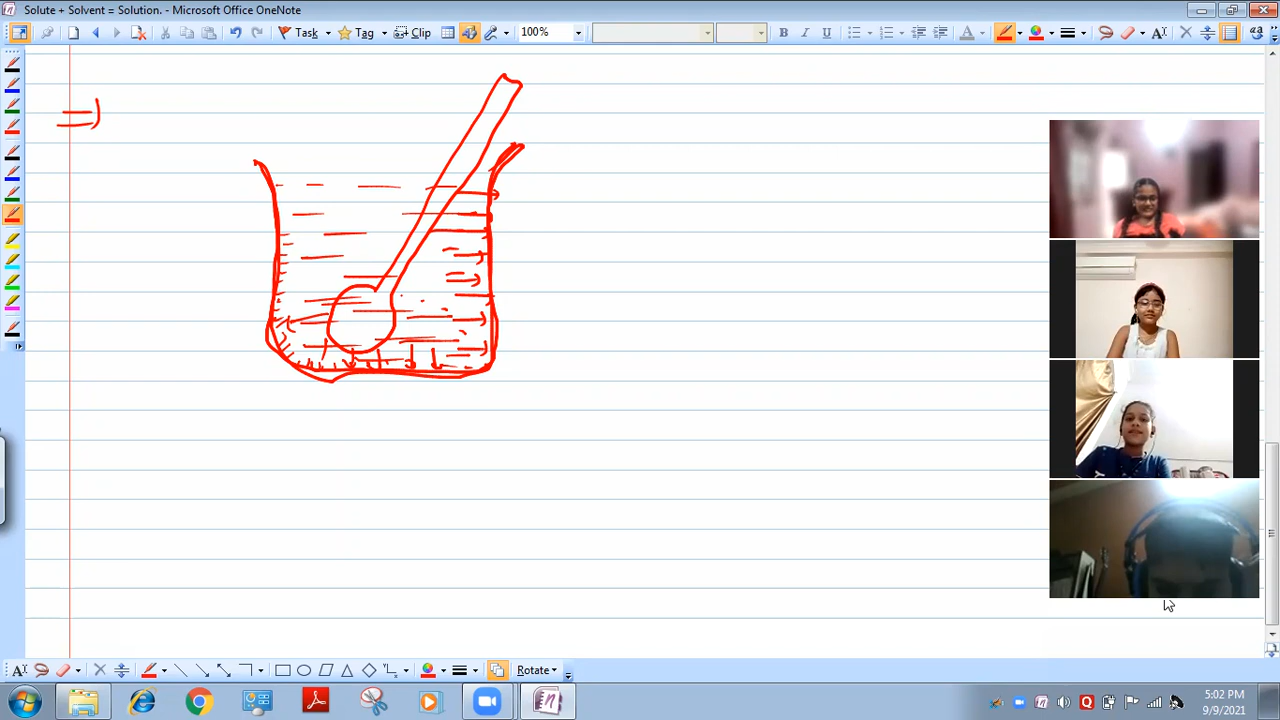 Solute + Solvent = Solution. - Microsoft Office OneNote
Task Tag Clip 100% B I U A
Rotate
5:02 PM
9/9/2021